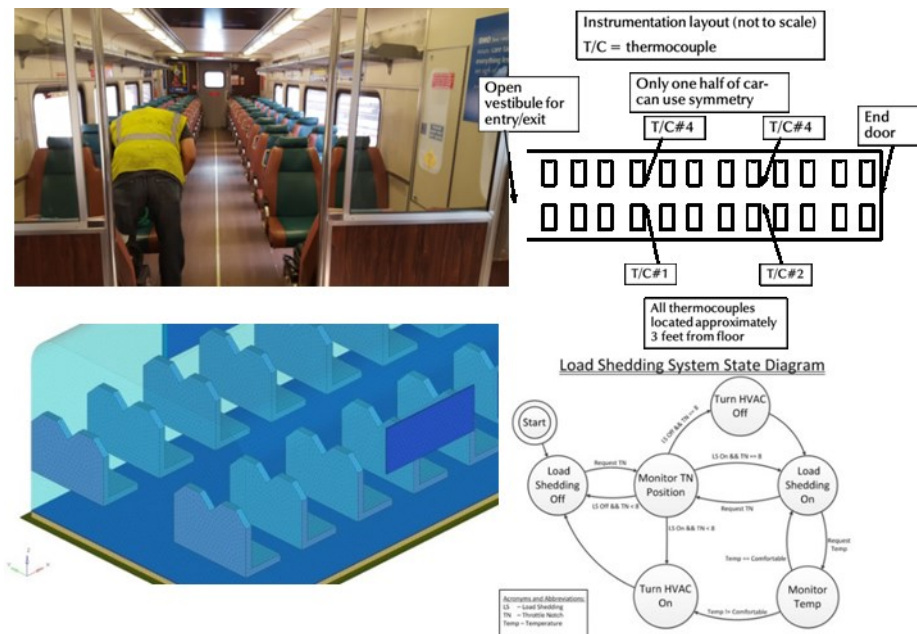 Instrumentation layout (not to scale)
T/C = thermocouple
Open
vestibule for
entry/exit
Only one half of car-
can use symmetry
T/C#4
T/C#4
End
door
T/C#1
T/C#2
All thermocouples
located approximately
3 feet from floor
Load Shedding System State Diagram
Start
Turn HVAC
Off
LS Off && TN == 8
LS On && TN == 8
Load
Shedding
Off
Request TN
Monitor TN
Position
Load
Shedding
On
LS Off && TN < 8
Request TN
LS On && TN < 8
Request
Temp
Temp == Comfortable
Turn HVAC
On
Monitor
Temp
Temp != Comfortable
Acronyms and Abbreviations:
LS – Load Shedding
TN – Throttle Notch
Temp – Temperature